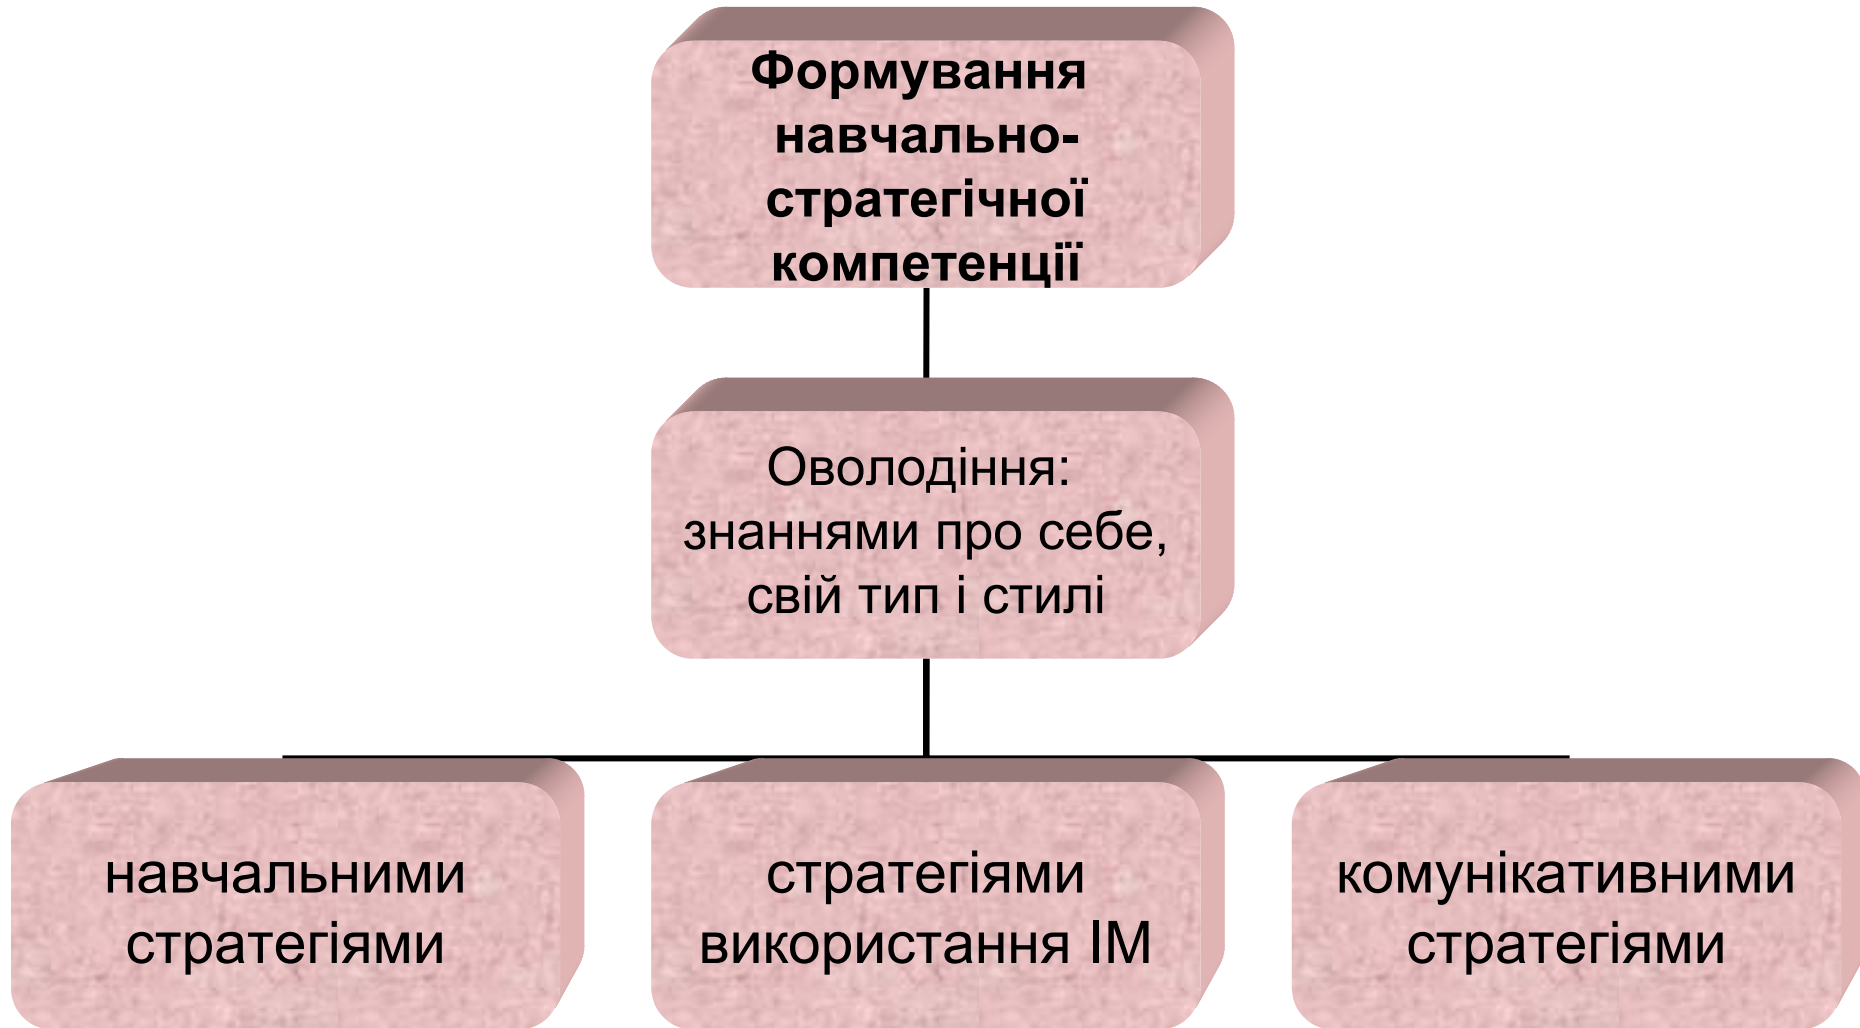 Формування
навчально-
стратегічної
компетенції
Оволодіння:
знаннями про себе,
свій тип і стилі
навчальними
стратегіями
стратегіями
використання ІМ
комунікативними
стратегіями